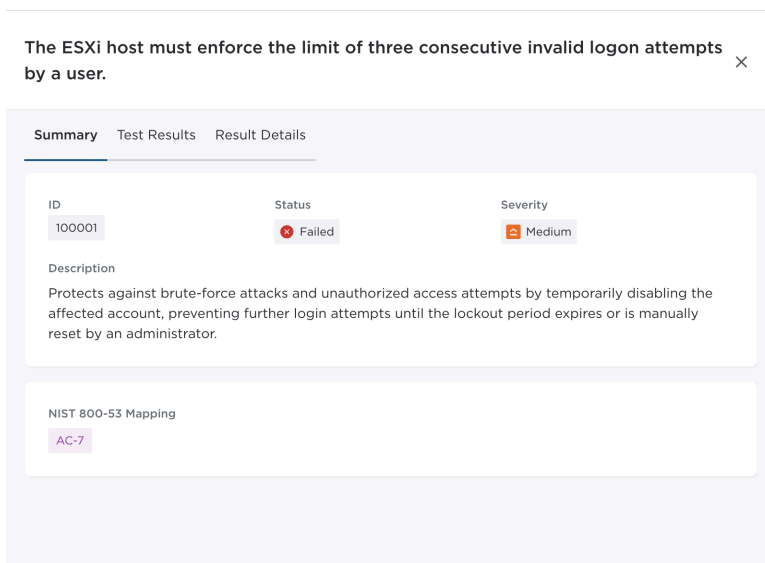 The ESXi host must enforce the limit of three consecutive invalid logon attempts
by a user.
Summary Test Results Result Details
ID Status Severity
100001 Failed Medium
Description
Protects against brute-force attacks and unauthorized access attempts by temporarily disabling the
affected account, preventing further login attempts until the lockout period expires or is manually
reset by an administrator.
NIST 800-53 Mapping
AC-7